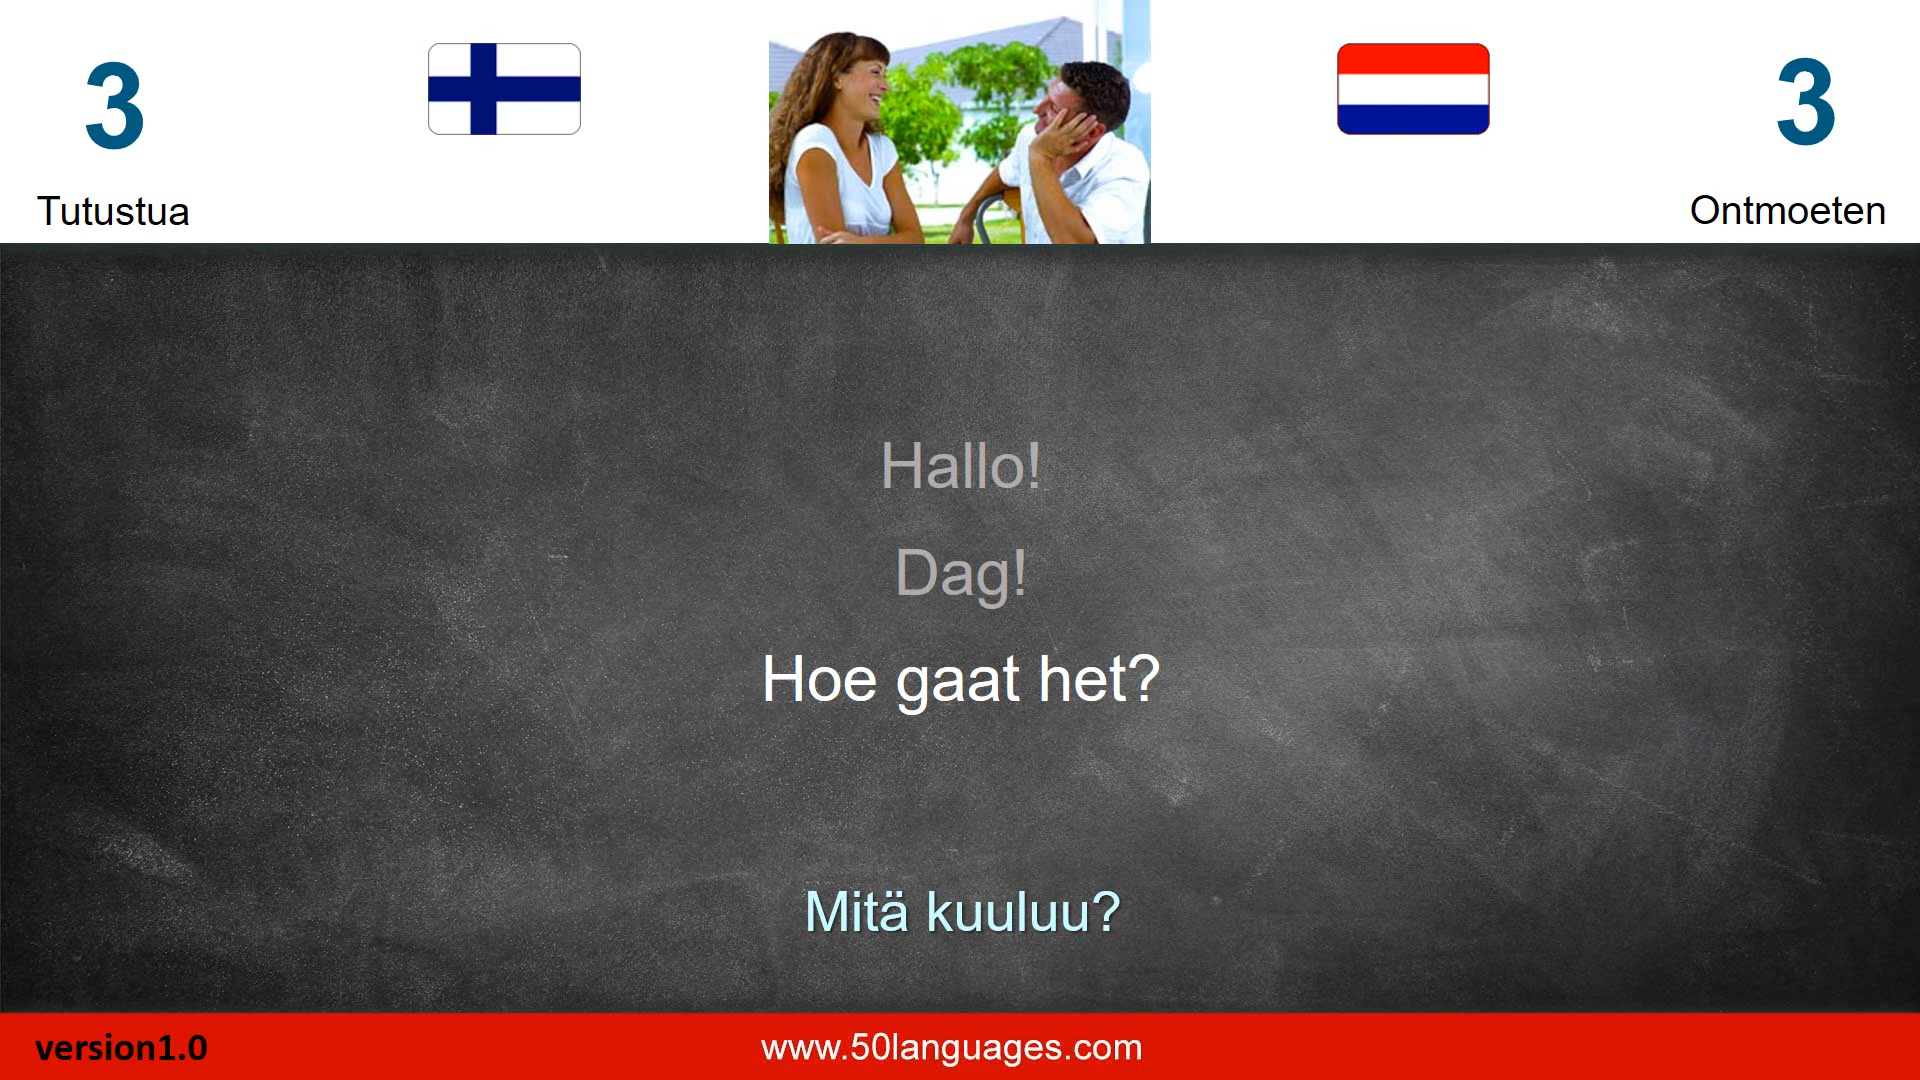 3
3
Tutustua
Ontmoeten
Hallo!
Dag!
Hoe gaat het?
Mitä kuuluu?
version1.0
www.50languages.com